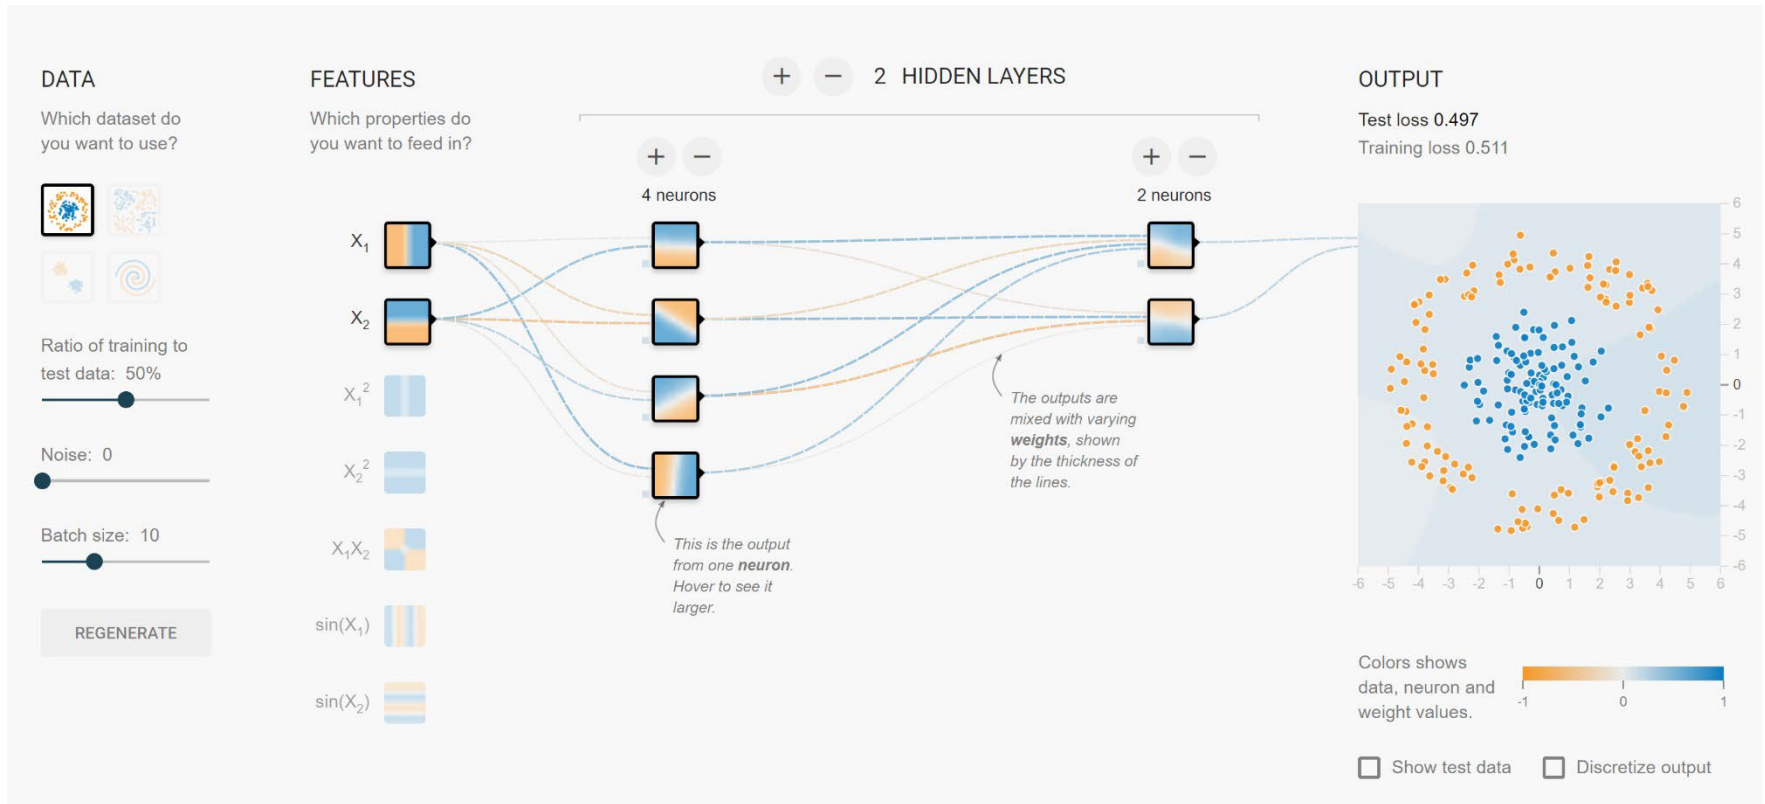 DATA
Which dataset do
you want to use?
Ratio of training to
test data: 50%
Noise: 0
Batch size: 10
REGENERATE
FEATURES
Which properties do
you want to feed in?
X₁
X₂
X₁²
X₂²
X₁X₂
sin(X₁)
sin(X₂)
+ − 2 HIDDEN LAYERS
+ −
4 neurons
+ −
2 neurons
This is the output
from one neuron.
Hover to see it
larger.
The outputs are
mixed with varying
weights, shown
by the thickness of
the lines.
OUTPUT
Test loss 0.497
Training loss 0.511
6
5
4
3
2
1
0
-1
-2
-3
-4
-5
-6
-6 -5 -4 -3 -2 -1 0 1 2 3 4 5 6
Colors shows
data, neuron and
weight values.
-1 0 1
Show test data
Discretize output